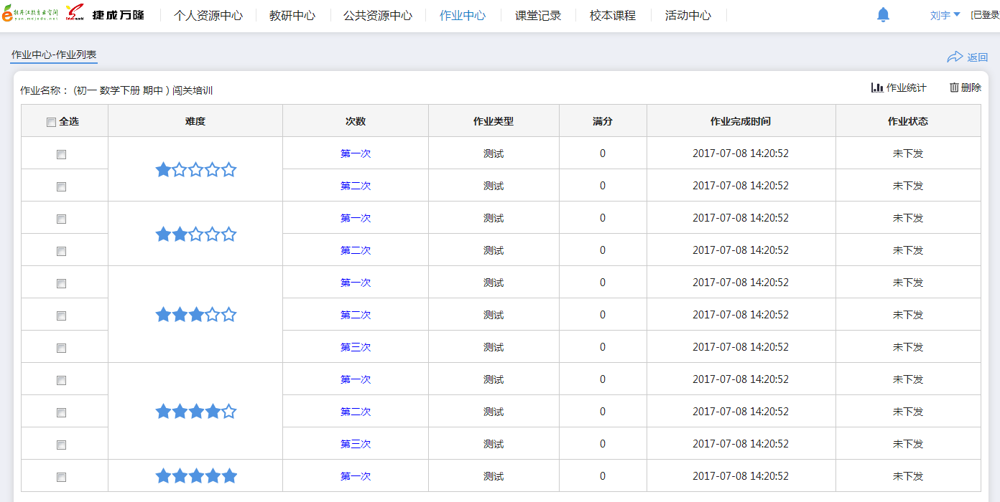 牡丹江教育云空间 捷成万隆 个人资源中心 教研中心 公共资源中心 作业中心 课堂记录 校本课程 活动中心 刘宇 [已登录
yun.mojedu.net
作业中心-作业列表 返回
作业名称：(初一 数学下册 期中 ) 闯关培训 作业统计 删除
全选 难度 次数 作业类型 满分 作业完成时间 作业状态
第一次 测试 0 2017-07-08 14:20:52 未下发
第二次 测试 0 2017-07-08 14:20:52 未下发
第一次 测试 0 2017-07-08 14:20:52 未下发
第二次 测试 0 2017-07-08 14:20:52 未下发
第一次 测试 0 2017-07-08 14:20:52 未下发
第二次 测试 0 2017-07-08 14:20:52 未下发
第三次 测试 0 2017-07-08 14:20:52 未下发
第一次 测试 0 2017-07-08 14:20:52 未下发
第二次 测试 0 2017-07-08 14:20:52 未下发
第三次 测试 0 2017-07-08 14:20:52 未下发
第一次 测试 0 2017-07-08 14:20:52 未下发